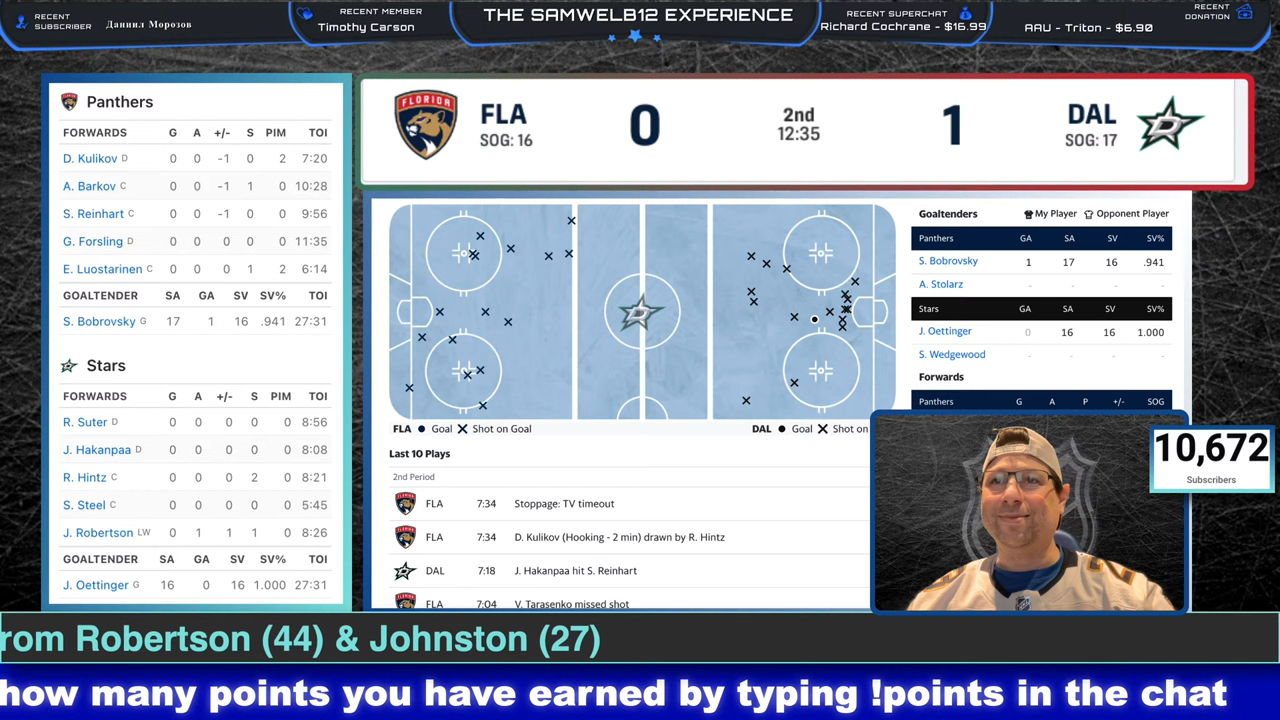 RECENT
SUBSCRIBER
Даниил Морозов
RECENT MEMBER
Timothy Carson
THE SAMWELB12 EXPERIENCE
RECENT SUPERCHAT
Richard Cochrane - $16.99
AAU - Triton - $6.90
RECENT
DONATION
Panthers
FORWARDS G A +/- S PIM TOI
D. Kulikov D 0 0 -1 0 2 7:20
A. Barkov C 0 0 -1 1 0 10:28
S. Reinhart C 0 0 -1 0 0 9:56
G. Forsling D 0 0 0 0 0 11:35
E. Luostarinen C 0 0 0 1 2 6:14
GOALTENDER SA GA SV SV% TOI
S. Bobrovsky G 17 1 16 .941 27:31
Stars
FORWARDS G A +/- S PIM TOI
R. Suter D 0 0 0 0 0 8:56
J. Hakanpaa D 0 0 0 0 0 8:08
R. Hintz C 0 0 0 2 0 8:21
S. Steel C 0 0 0 0 0 5:45
J. Robertson LW 0 1 1 1 0 8:26
GOALTENDER SA GA SV SV% TOI
J. Oettinger G 16 0 16 1.000 27:31
FLORIDA
FLA
SOG: 16
0
2nd
12:35
1
DAL
SOG: 17
D
D
FLA Goal Shot on Goal
DAL Goal Shot on
Last 10 Plays
2nd Period
FLA 7:34 Stoppage: TV timeout
FLA 7:34 D. Kulikov (Hooking - 2 min) drawn by R. Hintz
DAL 7:18 J. Hakanpaa hit S. Reinhart
FLA 7:04 V. Tarasenko missed shot
Goaltenders My Player Opponent Player
Panthers GA SA SV SV%
S. Bobrovsky 1 17 16 .941
A. Stolarz - - - -
Stars GA SA SV SV%
J. Oettinger 0 16 16 1.000
S. Wedgewood - - - -
Forwards
Panthers G A P +/- SOG
10,672
Subscribers
rom Robertson (44) & Johnston (27)
how many points you have earned by typing !points in the chat